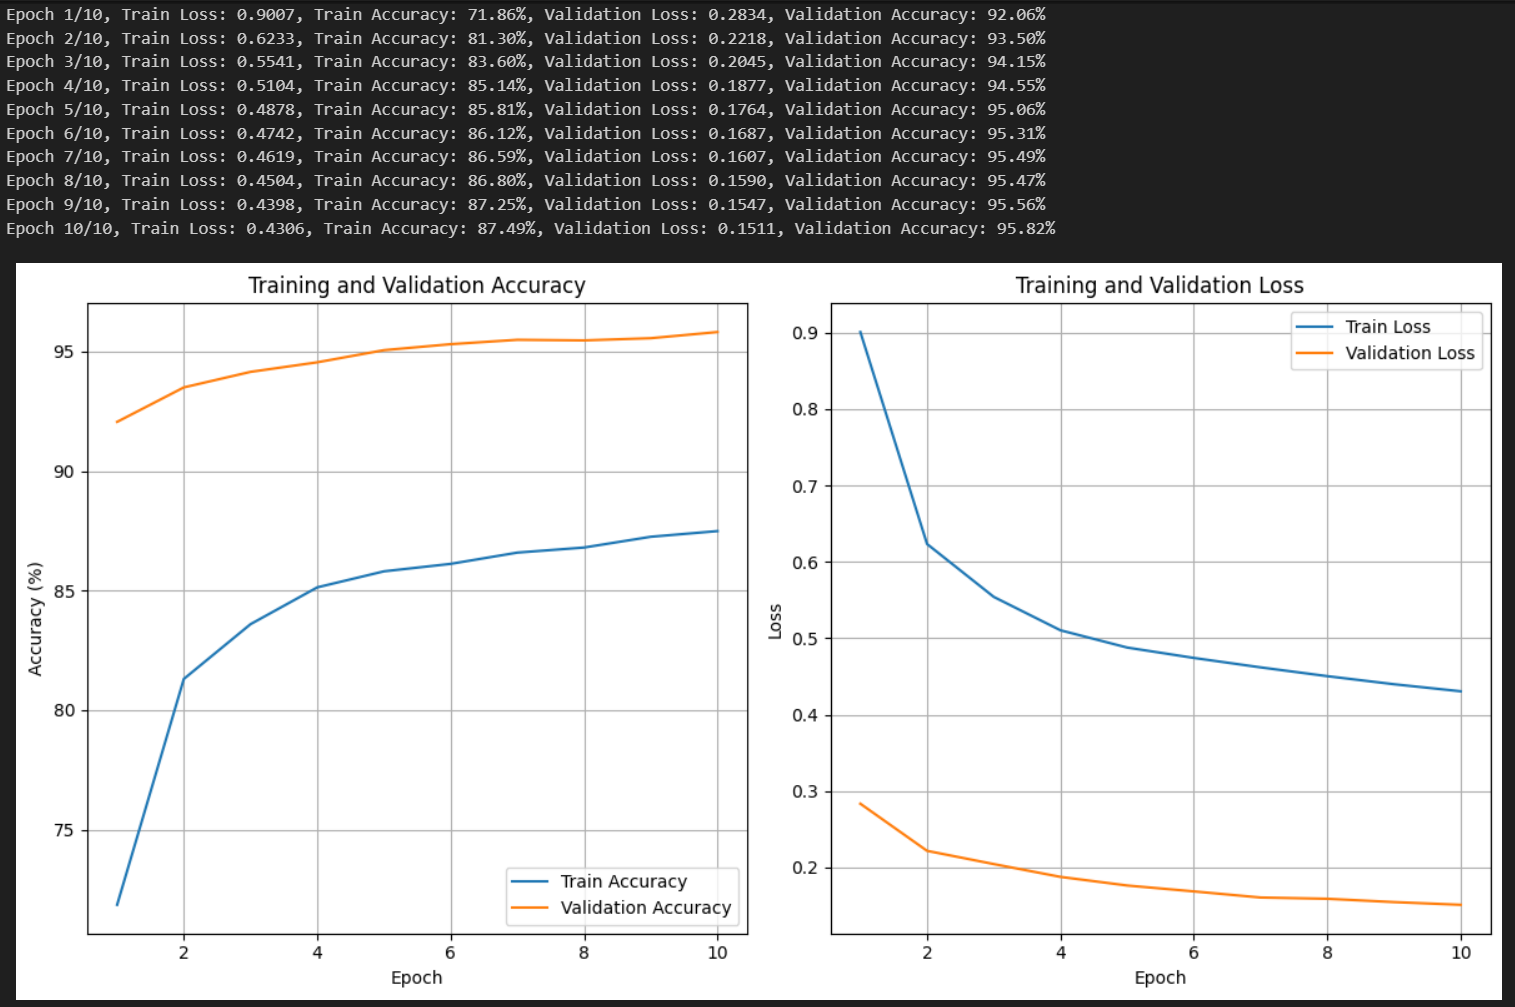 Epoch 1/10, Train Loss: 0.9007, Train Accuracy: 71.86%, Validation Loss: 0.2834, Validation Accuracy: 92.06%
Epoch 2/10, Train Loss: 0.6233, Train Accuracy: 81.30%, Validation Loss: 0.2218, Validation Accuracy: 93.50%
Epoch 3/10, Train Loss: 0.5541, Train Accuracy: 83.60%, Validation Loss: 0.2045, Validation Accuracy: 94.15%
Epoch 4/10, Train Loss: 0.5104, Train Accuracy: 85.14%, Validation Loss: 0.1877, Validation Accuracy: 94.55%
Epoch 5/10, Train Loss: 0.4878, Train Accuracy: 85.81%, Validation Loss: 0.1764, Validation Accuracy: 95.06%
Epoch 6/10, Train Loss: 0.4742, Train Accuracy: 86.12%, Validation Loss: 0.1687, Validation Accuracy: 95.31%
Epoch 7/10, Train Loss: 0.4619, Train Accuracy: 86.59%, Validation Loss: 0.1607, Validation Accuracy: 95.49%
Epoch 8/10, Train Loss: 0.4504, Train Accuracy: 86.80%, Validation Loss: 0.1590, Validation Accuracy: 95.47%
Epoch 9/10, Train Loss: 0.4398, Train Accuracy: 87.25%, Validation Loss: 0.1547, Validation Accuracy: 95.56%
Epoch 10/10, Train Loss: 0.4306, Train Accuracy: 87.49%, Validation Loss: 0.1511, Validation Accuracy: 95.82%
Training and Validation Accuracy
95
90
85
80
75
Accuracy (%)
Train Accuracy
Validation Accuracy
2 4 6 8 10
Epoch
Training and Validation Loss
Train Loss
Validation Loss
0.9
0.8
0.7
0.6
0.5
0.4
0.3
0.2
Loss
2 4 6 8 10
Epoch